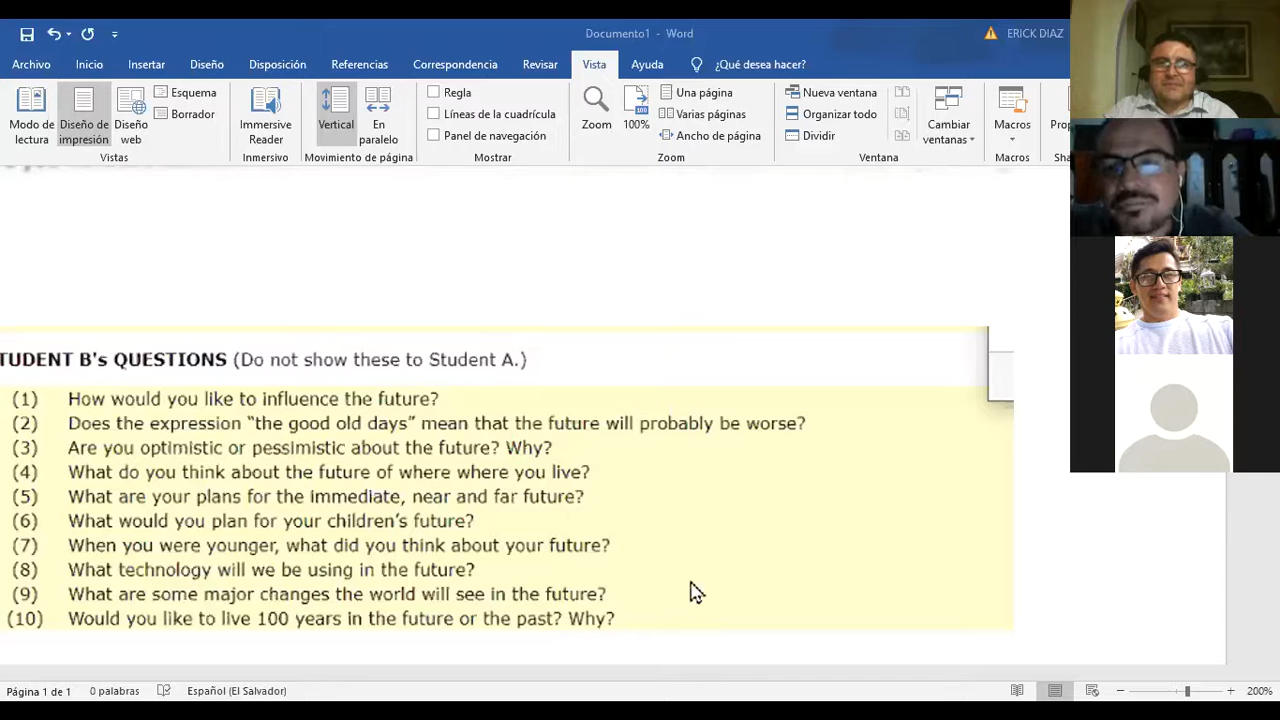 Documento1 - Word
ERICK DIAZ
Archivo Inicio Insertar Diseño Disposición Referencias Correspondencia Revisar Vista Ayuda ¿Qué desea hacer?
Modo de lectura
Diseño de impresión
Diseño web
Esquema
Borrador
Vistas
Immersive Reader
Inmersivo
Vertical
En paralelo
Movimiento de página
Regla
Líneas de la cuadrícula
Panel de navegación
Mostrar
Zoom
100%
Una página
Varias páginas
Ancho de página
Zoom
Nueva ventana
Organizar todo
Dividir
Cambiar ventanas
Ventana
Macros
Macros
TUDENT B's QUESTIONS (Do not show these to Student A.)
(1) How would you like to influence the future?
(2) Does the expression “the good old days” mean that the future will probably be worse?
(3) Are you optimistic or pessimistic about the future? Why?
(4) What do you think about the future of where where you live?
(5) What are your plans for the immediate, near and far future?
(6) What would you plan for your children’s future?
(7) When you were younger, what did you think about your future?
(8) What technology will we be using in the future?
(9) What are some major changes the world will see in the future?
(10) Would you like to live 100 years in the future or the past? Why?
Página 1 de 1 0 palabras Español (El Salvador) 200%